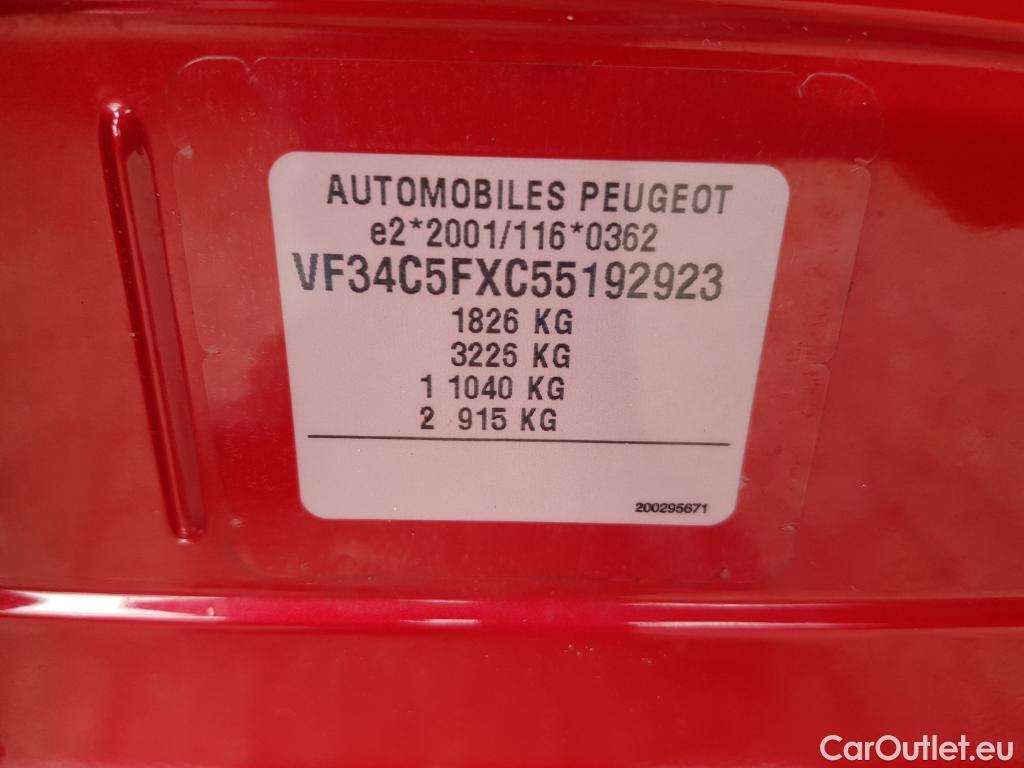 AUTOMOBILES PEUGEOT
e2*2001/116*0362
VF34C5FXC55192923
1826 KG
3226 KG
1 1040 KG
2 915 KG
200295671
CarOutlet.eu